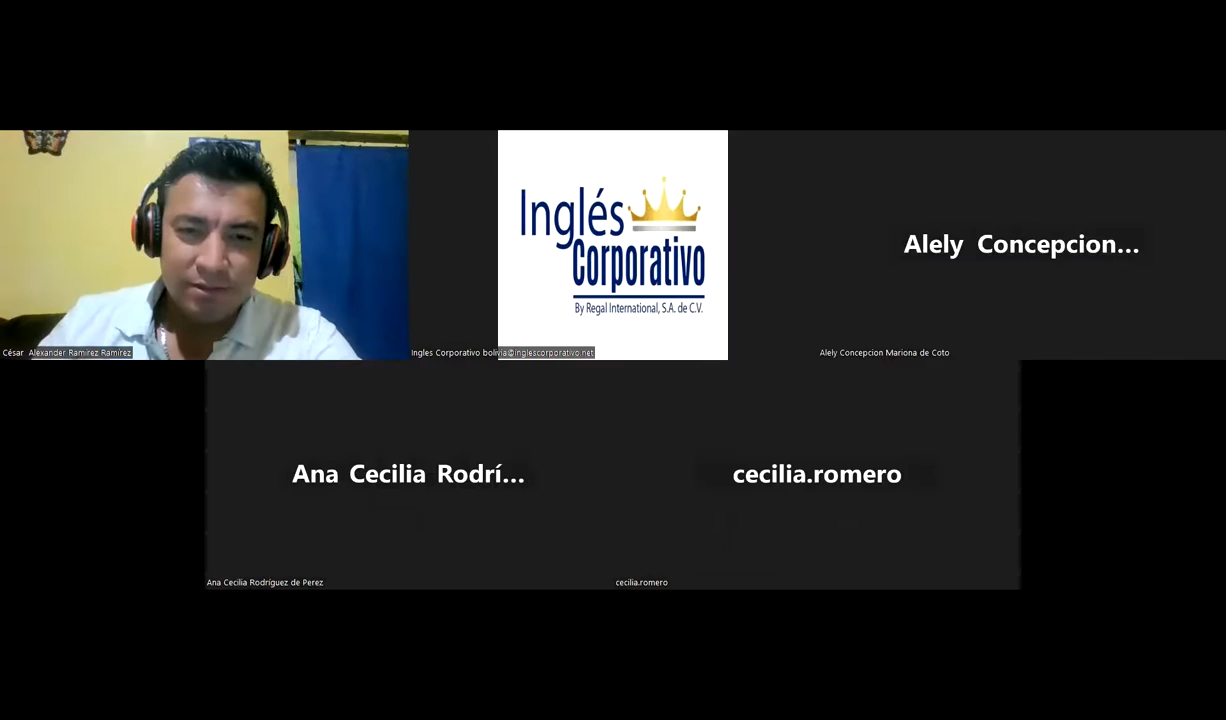 Inglés
Corporativo
By Regal International, S.A. de C.V.
Alely Concepcion...
César Alexander Ramirez Ramirez
Ingles Corporativo bolivia@inglescorporativo.net
Alely Concepcion Mariona de Coto
Ana Cecilia Rodrí...
cecilia.romero
Ana Cecilia Rodríguez de Perez
cecilia.romero